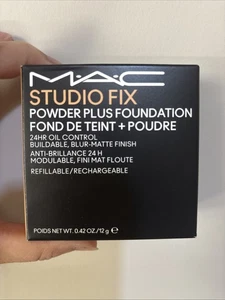 M·A·C
STUDIO FIX
POWDER PLUS FOUNDATION
FOND DE TEINT + POUDRE
24HR OIL CONTROL
BUILDABLE, BLUR-MATTE FINISH
ANTI-BRILLANCE 24 H
MODULABLE, FINI MAT FLOUTE
REFILLABLE/RECHARGEABLE
POIDS NET WT. 0.42 OZ/12 g ℮